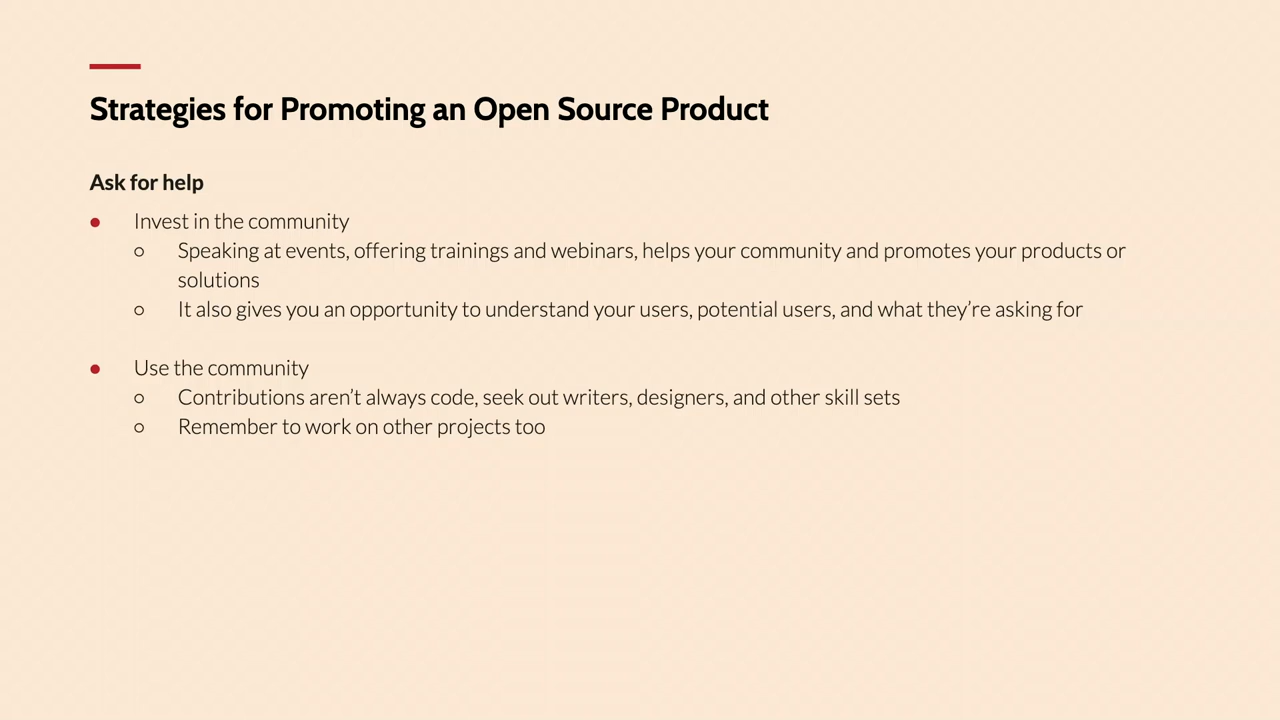 Strategies for Promoting an Open Source Product
Ask for help
● Invest in the community
○ Speaking at events, offering trainings and webinars, helps your community and promotes your products or
solutions
○ It also gives you an opportunity to understand your users, potential users, and what they’re asking for
● Use the community
○ Contributions aren’t always code, seek out writers, designers, and other skill sets
○ Remember to work on other projects too